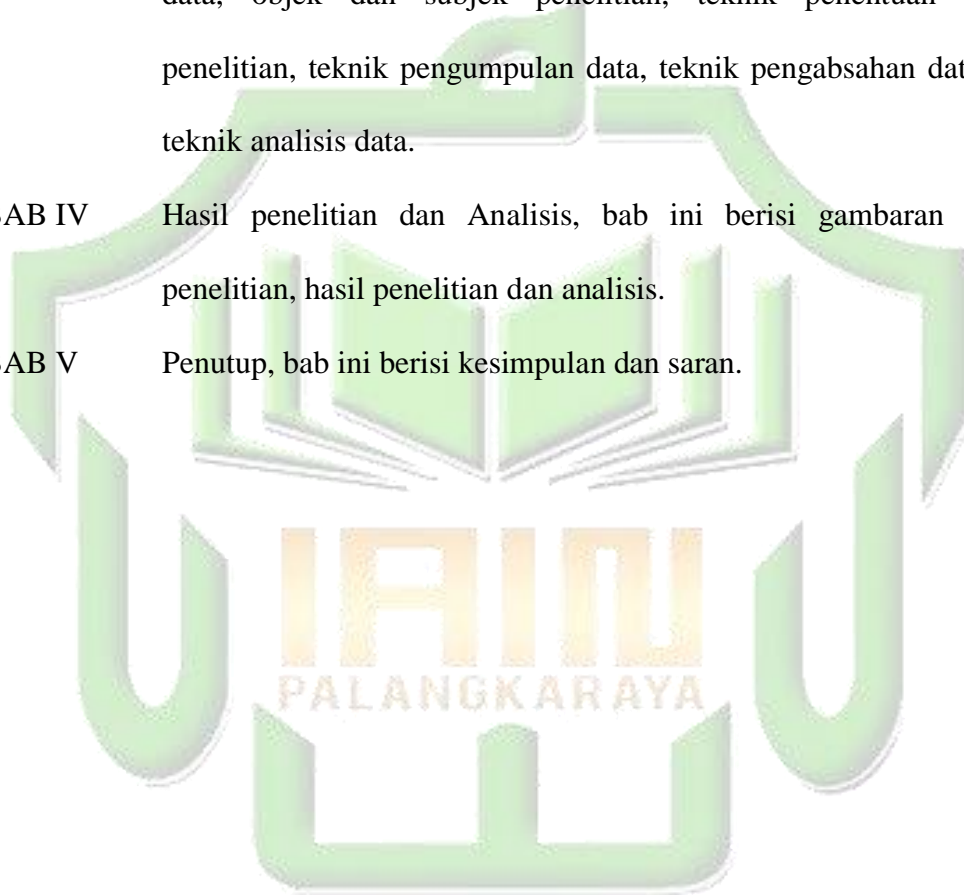 data, objek dan subjek penelitian, teknik penentuan
penelitian, teknik pengumpulan data, teknik pengabsahan dat
teknik analisis data.
AB IV Hasil penelitian dan Analisis, bab ini berisi gambaran
penelitian, hasil penelitian dan analisis.
AB V Penutup, bab ini berisi kesimpulan dan saran.
IAIN
PALANGKARAYA